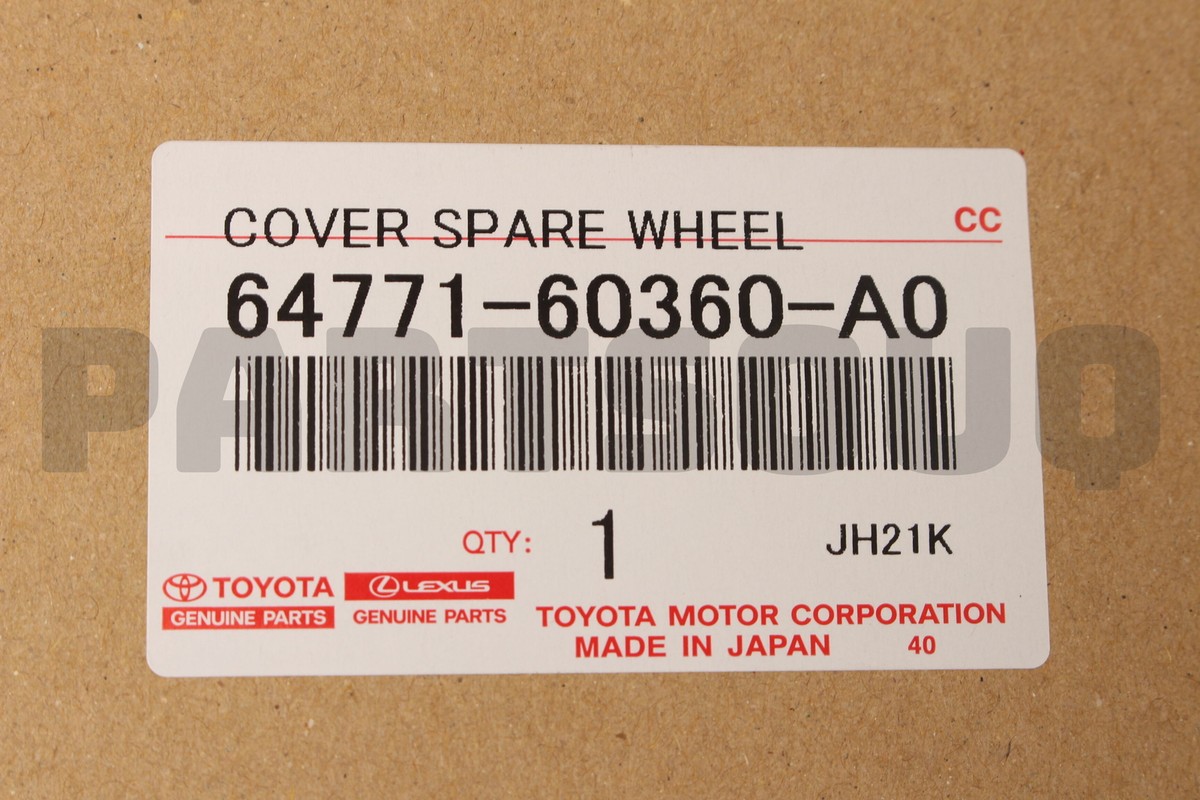 COVER SPARE WHEEL
CC
64771-60360-A0
PARTSOUQ
QTY: 1 JH21K
TOYOTA LEXUS
GENUINE PARTS GENUINE PARTS
TOYOTA MOTOR CORPORATION
MADE IN JAPAN 40